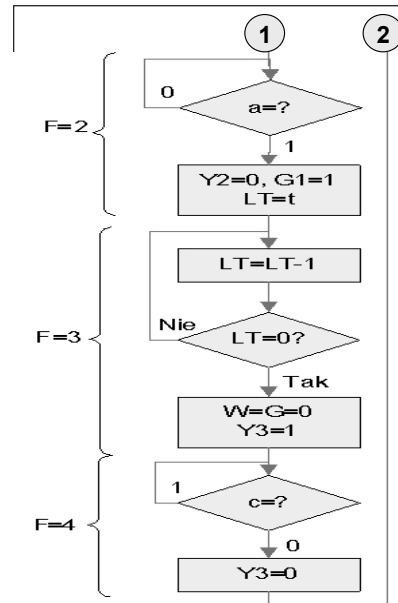 1
2
0
a=?
F=2
1
Y2=0, G1=1
LT=t
LT=LT-1
Nie
LT=0?
F=3
Tak
W=G=0
Y3=1
1
c=?
F=4
0
Y3=0